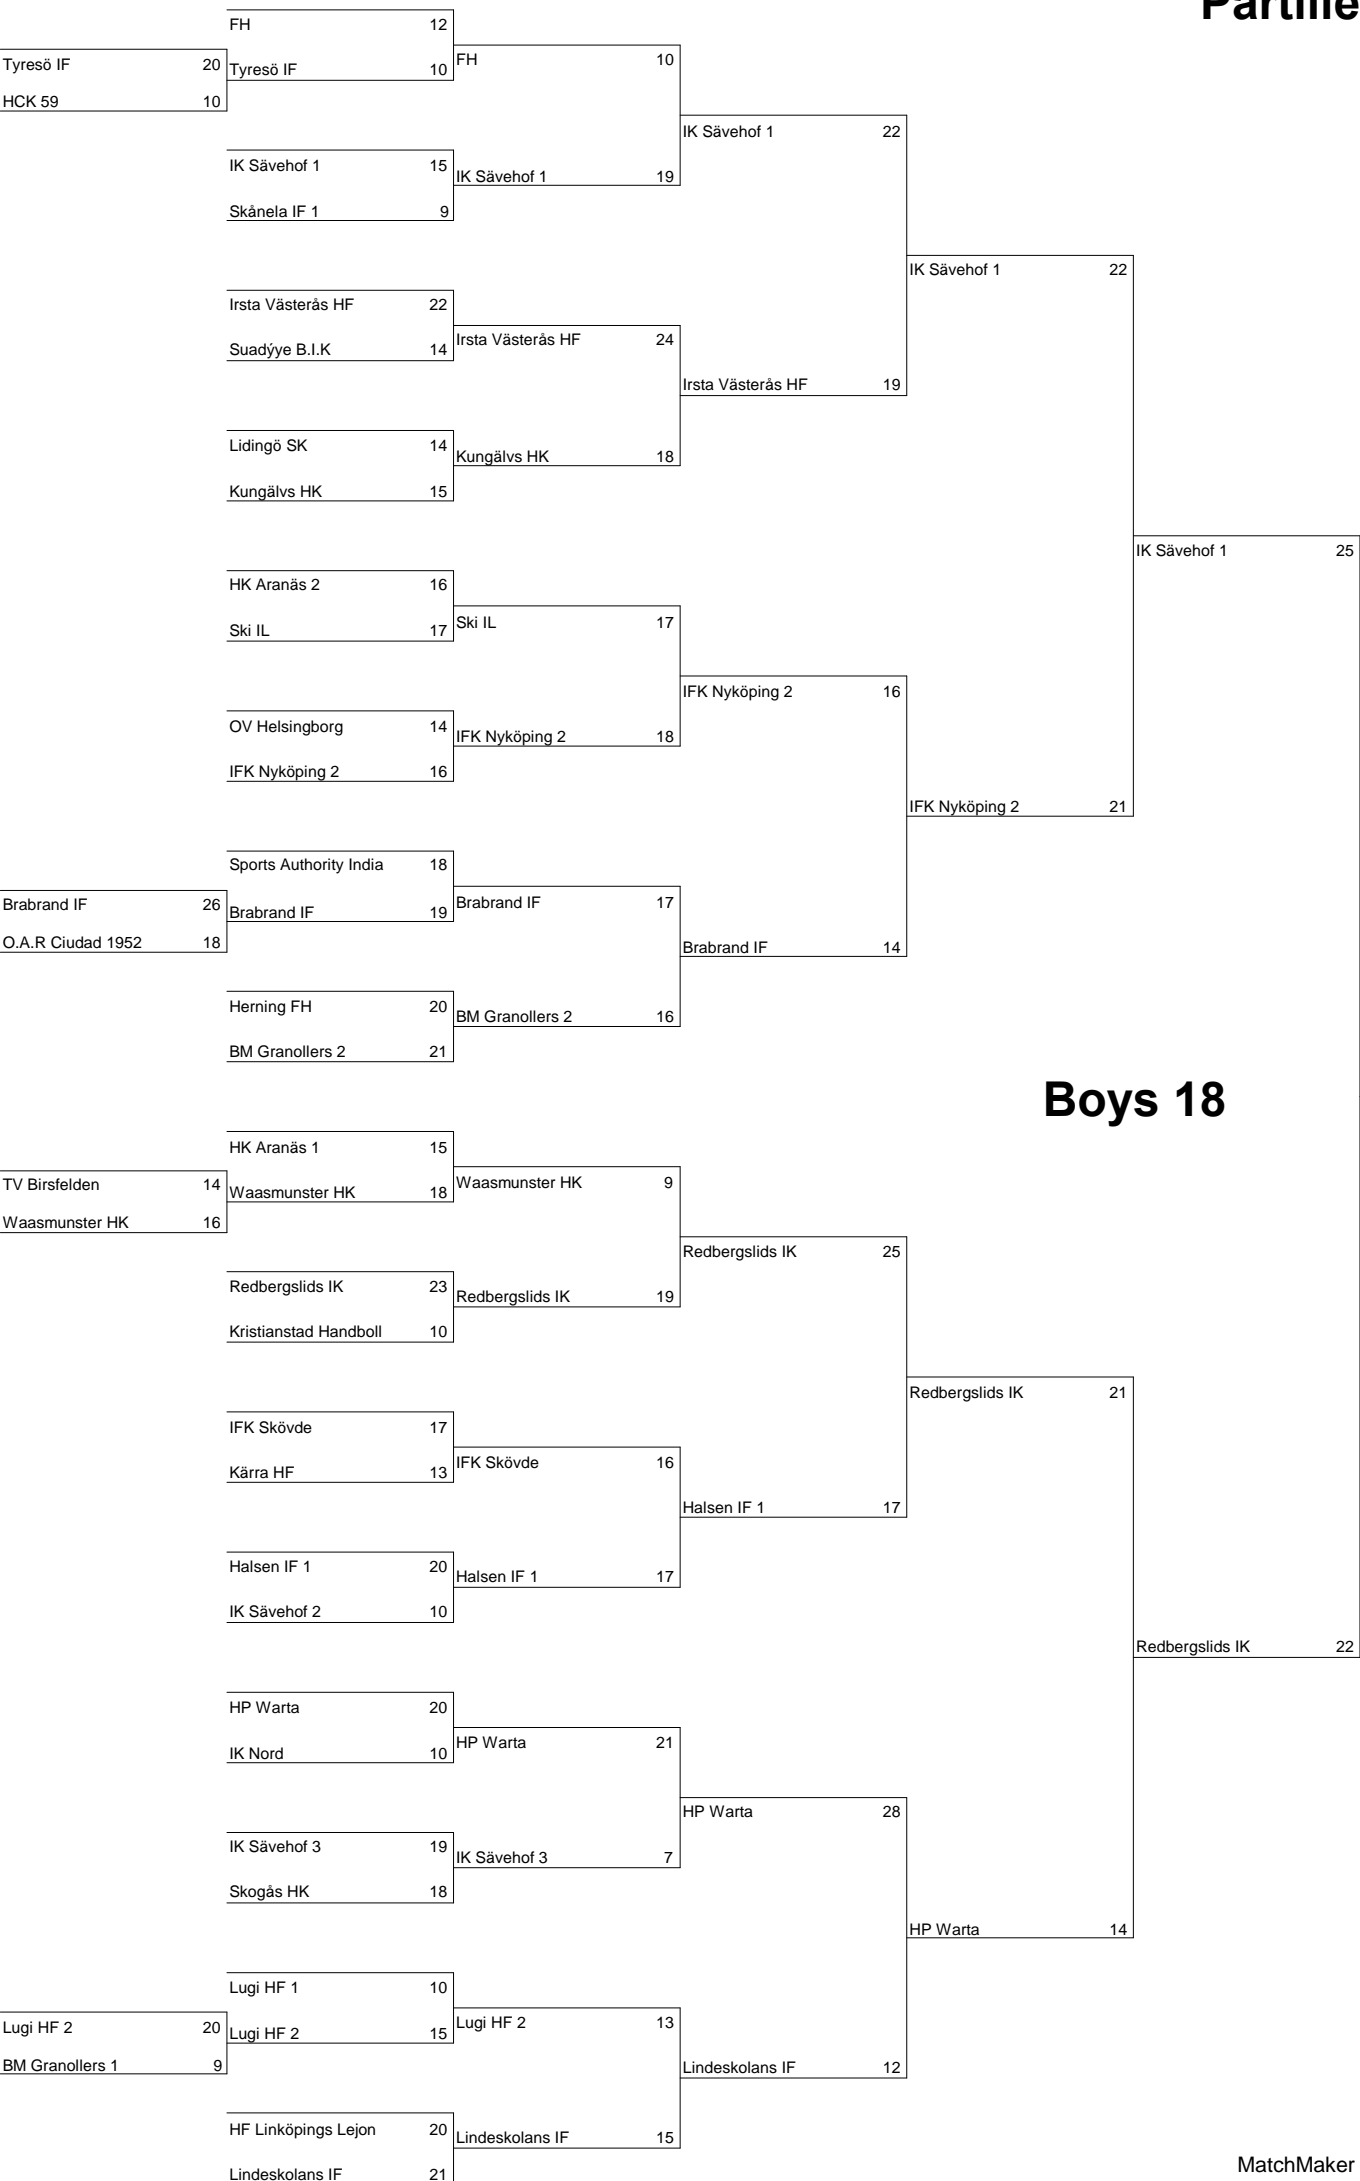 Partille
FH 12
Tyresö IF 20
Tyresö IF 10
FH 10
HCK 59 10
IK Sävehof 1 22
IK Sävehof 1 15
IK Sävehof 1 19
Skånela IF 1 9
IK Sävehof 1 22
Irsta Västerås HF 22
Irsta Västerås HF 24
Suadýye B.I.K 14
Irsta Västerås HF 19
Lidingö SK 14
Kungälvs HK 18
Kungälvs HK 15
IK Sävehof 1 25
HK Aranäs 2 16
Ski IL 17
Ski IL 17
IFK Nyköping 2 16
OV Helsingborg 14
IFK Nyköping 2 18
IFK Nyköping 2 16
IFK Nyköping 2 21
Sports Authority India 18
Brabrand IF 26
Brabrand IF 19
Brabrand IF 17
O.A.R Ciudad 1952 18
Brabrand IF 14
Herning FH 20
BM Granollers 2 16
BM Granollers 2 21
Boys 18
HK Aranäs 1 15
TV Birsfelden 14
Waasmunster HK 18
Waasmunster HK 9
Waasmunster HK 16
Redbergslids IK 25
Redbergslids IK 23
Redbergslids IK 19
Kristianstad Handboll 10
Redbergslids IK 21
IFK Skövde 17
IFK Skövde 16
Kärra HF 13
Halsen IF 1 17
Halsen IF 1 20
Halsen IF 1 17
IK Sävehof 2 10
Redbergslids IK 22
HP Warta 20
HP Warta 21
IK Nord 10
HP Warta 28
IK Sävehof 3 19
IK Sävehof 3 7
Skogås HK 18
HP Warta 14
Lugi HF 1 10
Lugi HF 2 20
Lugi HF 2 15
Lugi HF 2 13
BM Granollers 1 9
Lindeskolans IF 12
HF Linköpings Lejon 20
Lindeskolans IF 15
MatchMaker
Lindeskolans IF 21